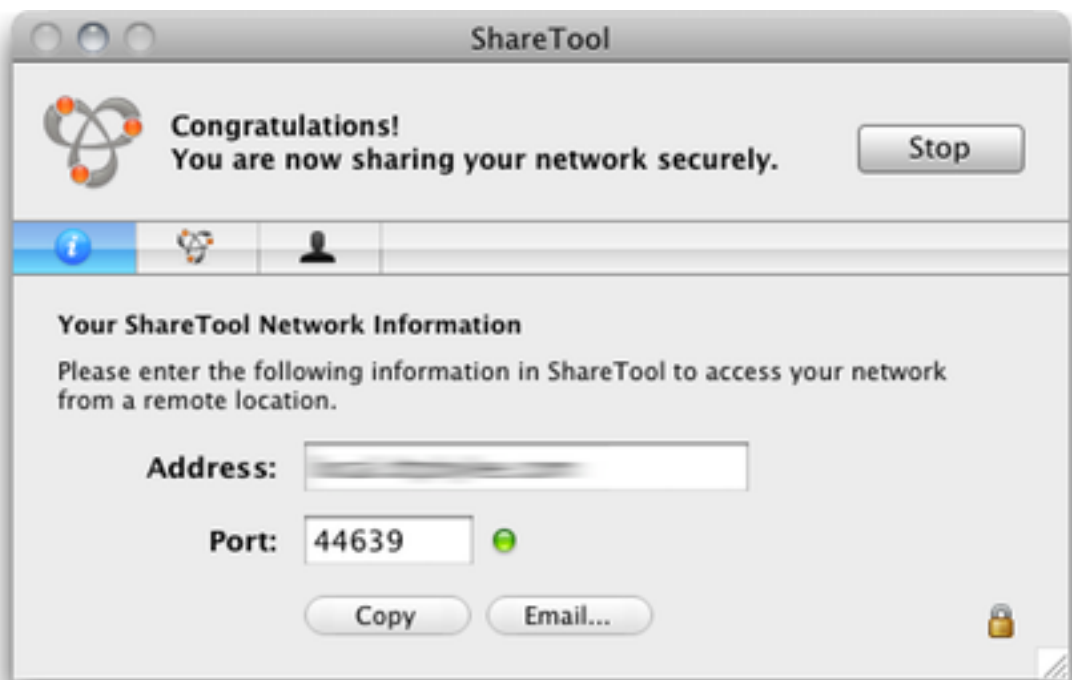 ShareTool
Congratulations!
You are now sharing your network securely.
Stop
Your ShareTool Network Information
Please enter the following information in ShareTool to access your network
from a remote location.
Address:
Port: 44639
Copy Email...